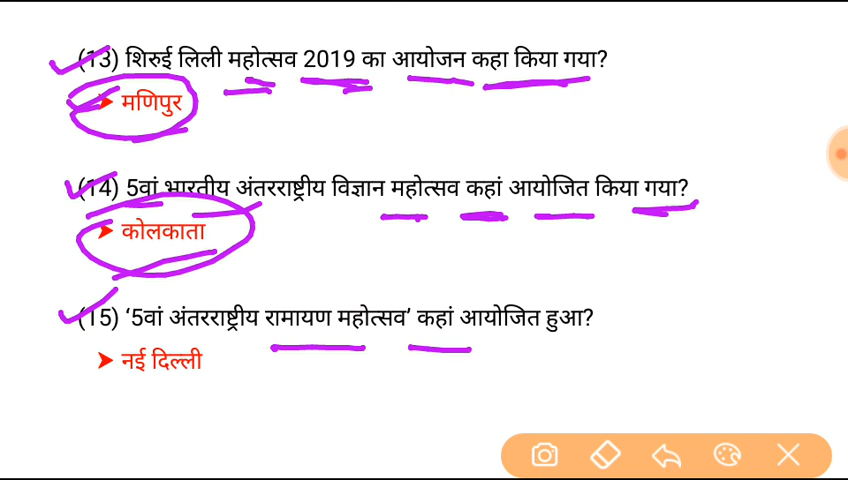 (13) शिरुई लिली महोत्सव 2019 का आयोजन कहा किया गया?
➤ मणिपुर
(14) 5वां भारतीय अंतरराष्ट्रीय विज्ञान महोत्सव कहां आयोजित किया गया?
➤ कोलकाता
(15) ‘5वां अंतरराष्ट्रीय रामायण महोत्सव’ कहां आयोजित हुआ?
➤ नई दिल्ली